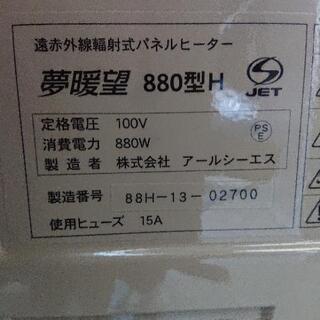 遠赤外線輻射式パネルヒーター
夢暖望 880型H
JET
定格電圧 100V
消費電力 880W
PS
E
製造者 株式会社 アールシーエス
製造番号 88H-13-02700
使用ヒューズ 15A